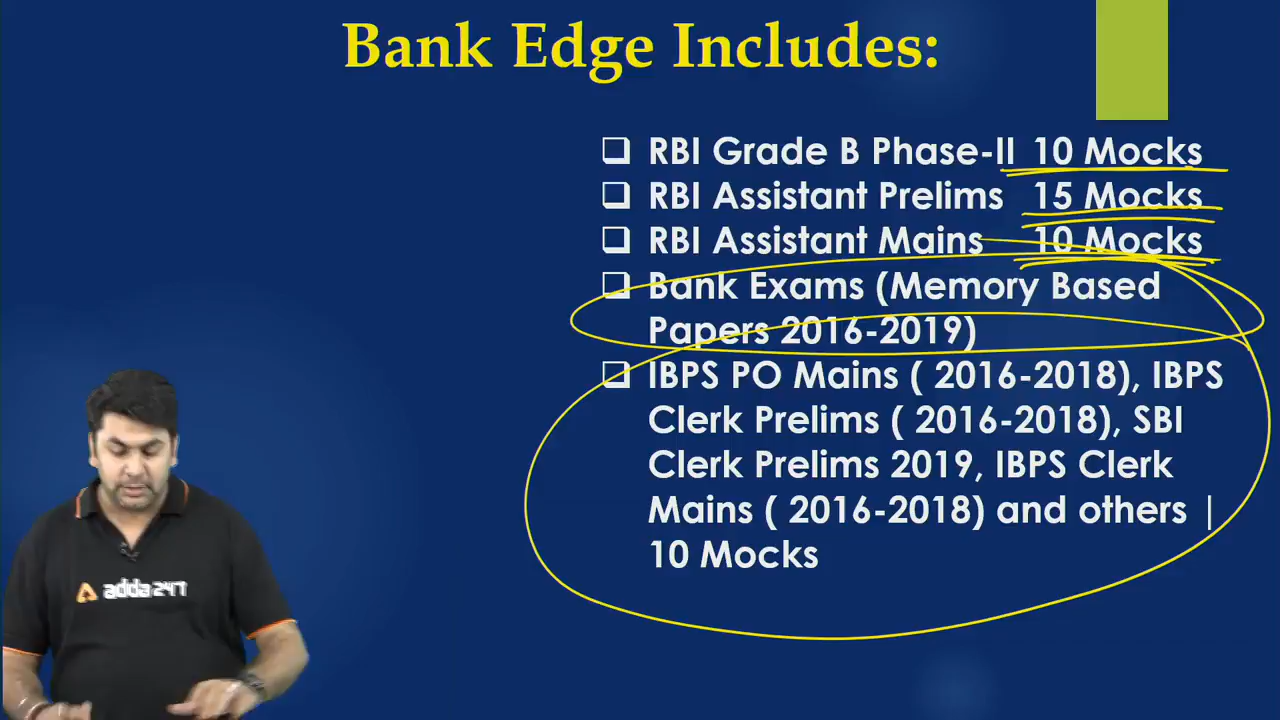 Bank Edge Includes:
RBI Grade B Phase-II 10 Mocks
RBI Assistant Prelims 15 Mocks
RBI Assistant Mains 10 Mocks
Bank Exams (Memory Based
Papers 2016-2019)
IBPS PO Mains ( 2016-2018), IBPS
Clerk Prelims ( 2016-2018), SBI
Clerk Prelims 2019, IBPS Clerk
Mains ( 2016-2018) and others |
10 Mocks
adda247